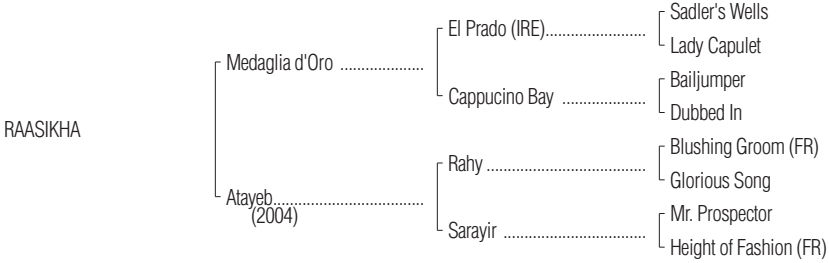 Sadler's Wells
El Prado (IRE)........................
Lady Capulet
Medaglia d'Oro ....................
Bailjumper
Cappucino Bay ....................
Dubbed In
RAASIKHA
Blushing Groom (FR)
Rahy ......................................
Glorious Song
Atayeb....................................
(2004)
Mr. Prospector
Sarayir ..................................
Height of Fashion (FR)